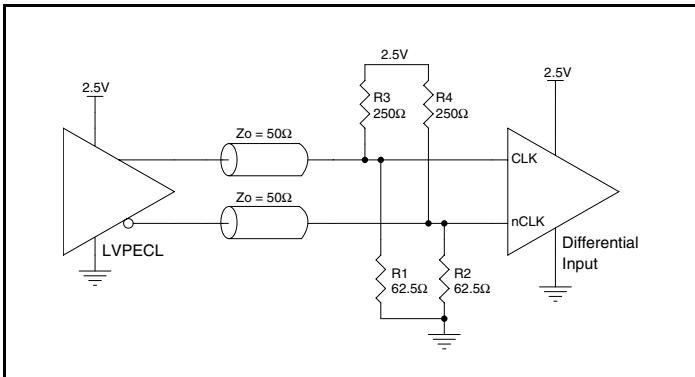 2.5V
2.5V
2.5V
R3
250Ω
R4
250Ω
Zo = 50Ω
CLK
Zo = 50Ω
nCLK
LVPECL
Differential
Input
R1
62.5Ω
R2
62.5Ω